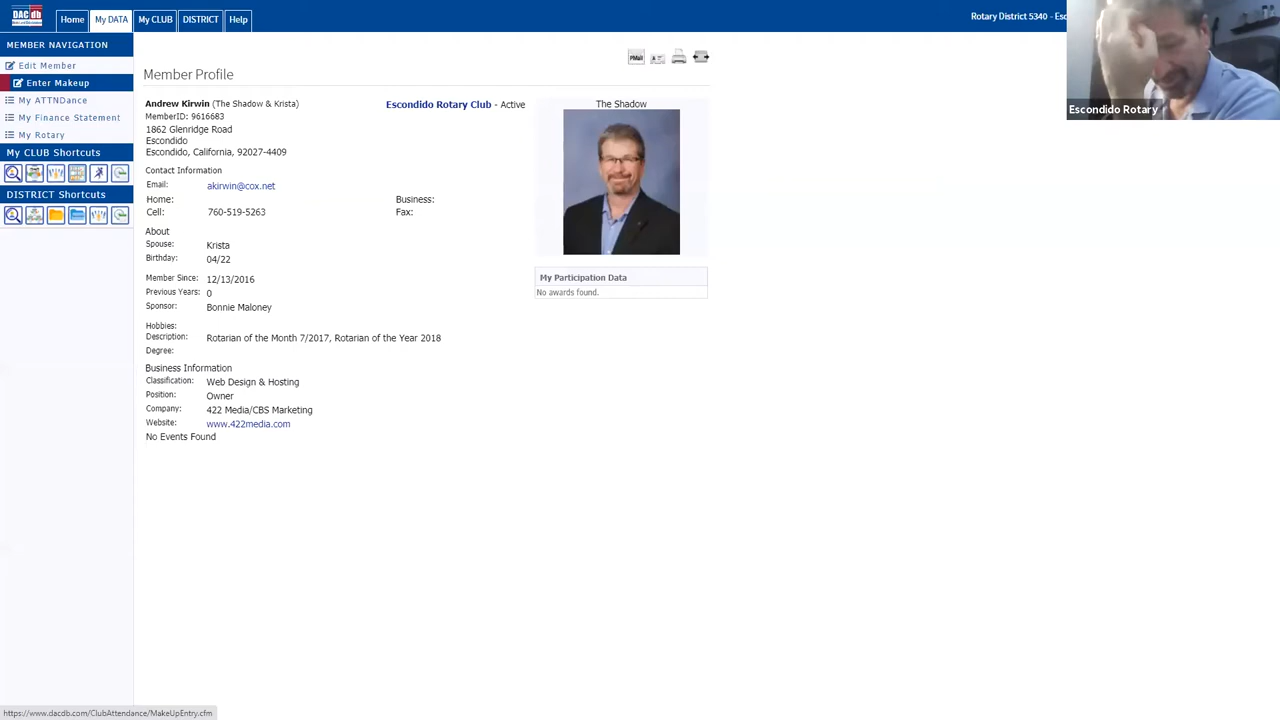 DACdb
Home
My DATA
My CLUB
DISTRICT
Help
Rotary District 5340 - Esc
MEMBER NAVIGATION
Edit Member
Enter Makeup
My ATTNDance
My Finance Statement
My Rotary
My CLUB Shortcuts
DISTRICT Shortcuts
PMail
Member Profile
Andrew Kirwin (The Shadow & Krista)
MemberID: 9616683
1862 Glenridge Road
Escondido
Escondido, California, 92027-4409
Escondido Rotary Club - Active
The Shadow
Contact Information
Email: akirwin@cox.net
Home:
Business:
Cell: 760-519-5263
Fax:
About
Spouse: Krista
Birthday: 04/22
Member Since: 12/13/2016
Previous Years: 0
Sponsor: Bonnie Maloney
My Participation Data
No awards found.
Hobbies:
Description: Rotarian of the Month 7/2017, Rotarian of the Year 2018
Degree:
Business Information
Classification: Web Design & Hosting
Position: Owner
Company: 422 Media/CBS Marketing
Website: www.422media.com
No Events Found
Escondido Rotary
https://www.dacdb.com/ClubAttendance/MakeUpEntry.cfm